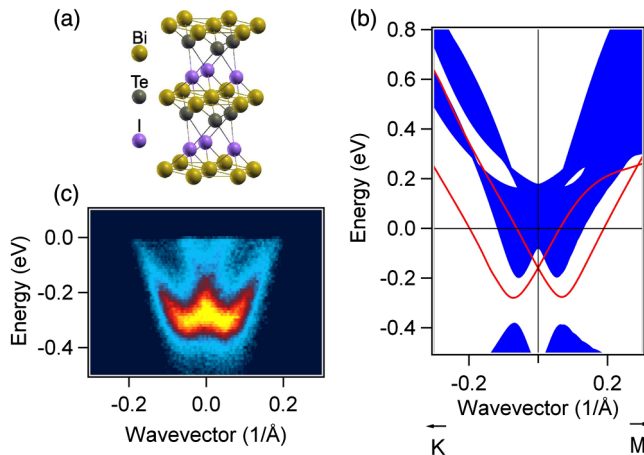 (a)
Bi
Te
I
(b)
Energy (eV)
0.8
0.6
0.4
0.2
0.0
-0.2
-0.4
-0.2
0.2
Wavevector (1/Å)
K
M
(c)
Energy (eV)
0.0
-0.2
-0.4
-0.2
0.0
0.2
Wavevector (1/Å)